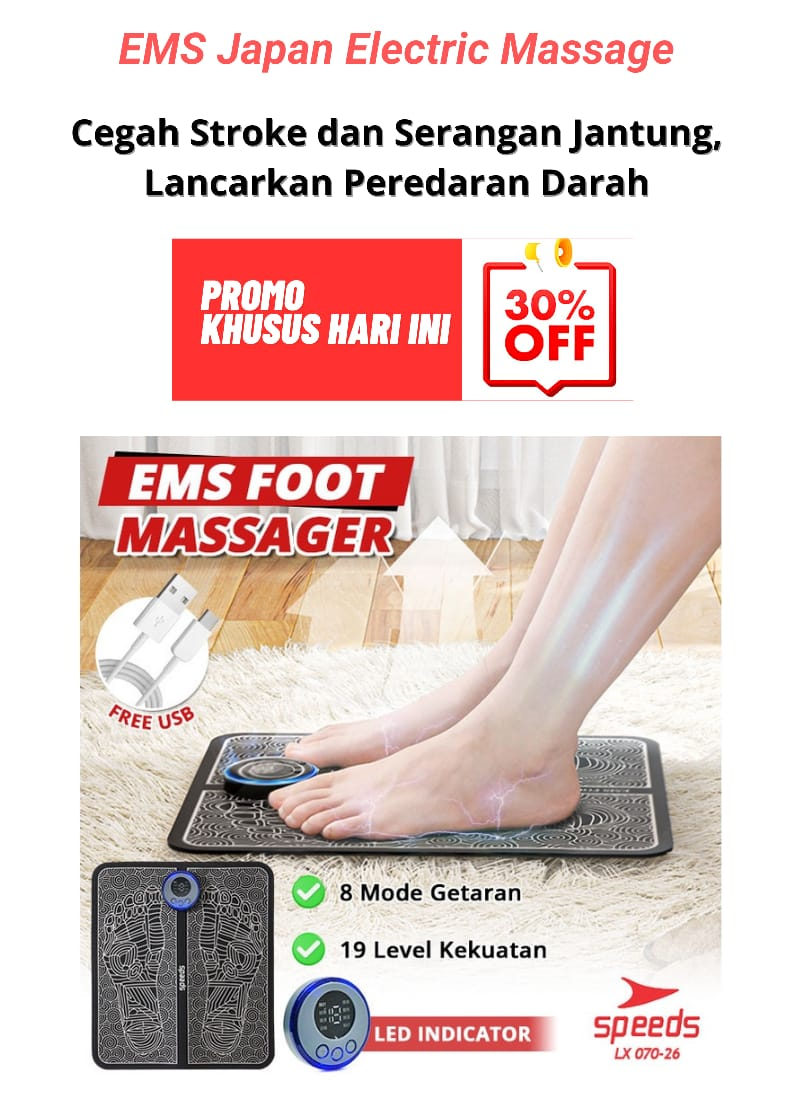 EMS Japan Electric Massage
Cegah Stroke dan Serangan Jantung,
Lancarkan Peredaran Darah
PROMO
KHUSUS HARI INI
30%
OFF
EMS FOOT
MASSAGER
FREE USB
8 Mode Getaran
19 Level Kekuatan
speeds
LED INDICATOR
speeds
LX 070-26